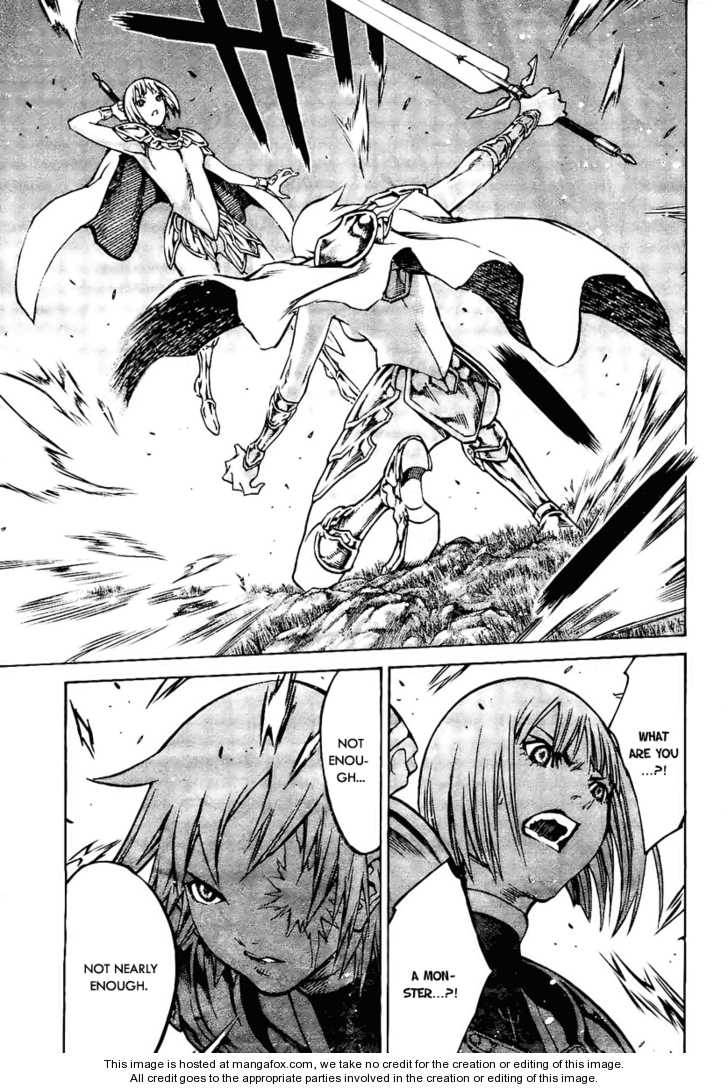 WHAT
ARE YOU
...?!
A MON-
STER...?!
NOT
ENOU-
GH...
NOT NEARLY
ENOUGH.
This image is hosted at mangafox.com, we take no credit for the creation or editing of this image.
All credit goes to the appropriate parties involved in the creation or editing of this image